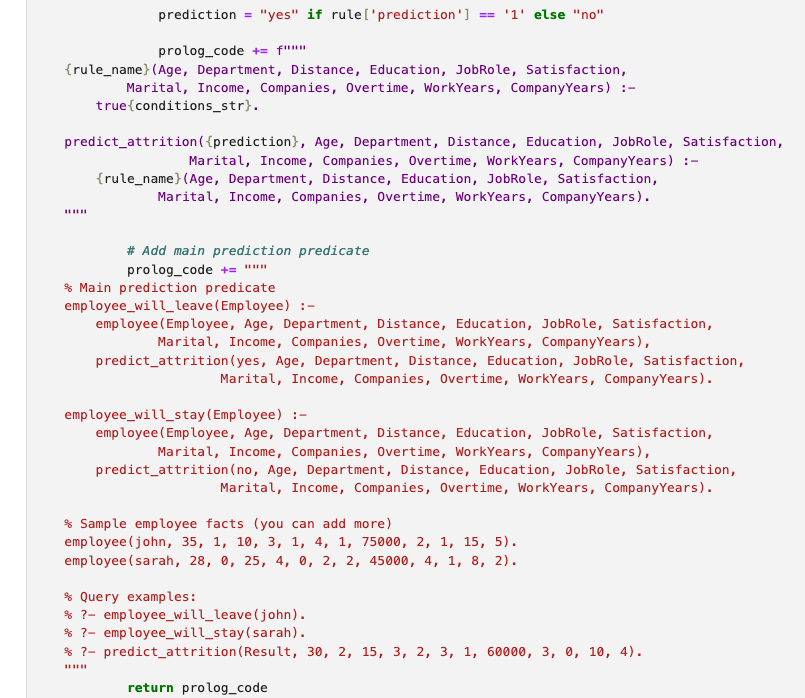 prediction = "yes" if rule['prediction'] == '1' else "no"

            prolog_code += f"""
{rule_name}(Age, Department, Distance, Education, JobRole, Satisfaction,
        Marital, Income, Companies, Overtime, WorkYears, CompanyYears) :-
    true{conditions_str}.

predict_attrition({prediction}, Age, Department, Distance, Education, JobRole, Satisfaction,
                Marital, Income, Companies, Overtime, WorkYears, CompanyYears) :-
    {rule_name}(Age, Department, Distance, Education, JobRole, Satisfaction,
            Marital, Income, Companies, Overtime, WorkYears, CompanyYears).
"""

        # Add main prediction predicate
        prolog_code += """
% Main prediction predicate
employee_will_leave(Employee) :-
    employee(Employee, Age, Department, Distance, Education, JobRole, Satisfaction,
            Marital, Income, Companies, Overtime, WorkYears, CompanyYears),
    predict_attrition(yes, Age, Department, Distance, Education, JobRole, Satisfaction,
                    Marital, Income, Companies, Overtime, WorkYears, CompanyYears).

employee_will_stay(Employee) :-
    employee(Employee, Age, Department, Distance, Education, JobRole, Satisfaction,
            Marital, Income, Companies, Overtime, WorkYears, CompanyYears),
    predict_attrition(no, Age, Department, Distance, Education, JobRole, Satisfaction,
                    Marital, Income, Companies, Overtime, WorkYears, CompanyYears).

% Sample employee facts (you can add more)
employee(john, 35, 1, 10, 3, 1, 4, 1, 75000, 2, 1, 15, 5).
employee(sarah, 28, 0, 25, 4, 0, 2, 2, 45000, 4, 1, 8, 2).

% Query examples:
% ?- employee_will_leave(john).
% ?- employee_will_stay(sarah).
% ?- predict_attrition(Result, 30, 2, 15, 3, 2, 3, 1, 60000, 3, 0, 10, 4).
"""
        return prolog_code